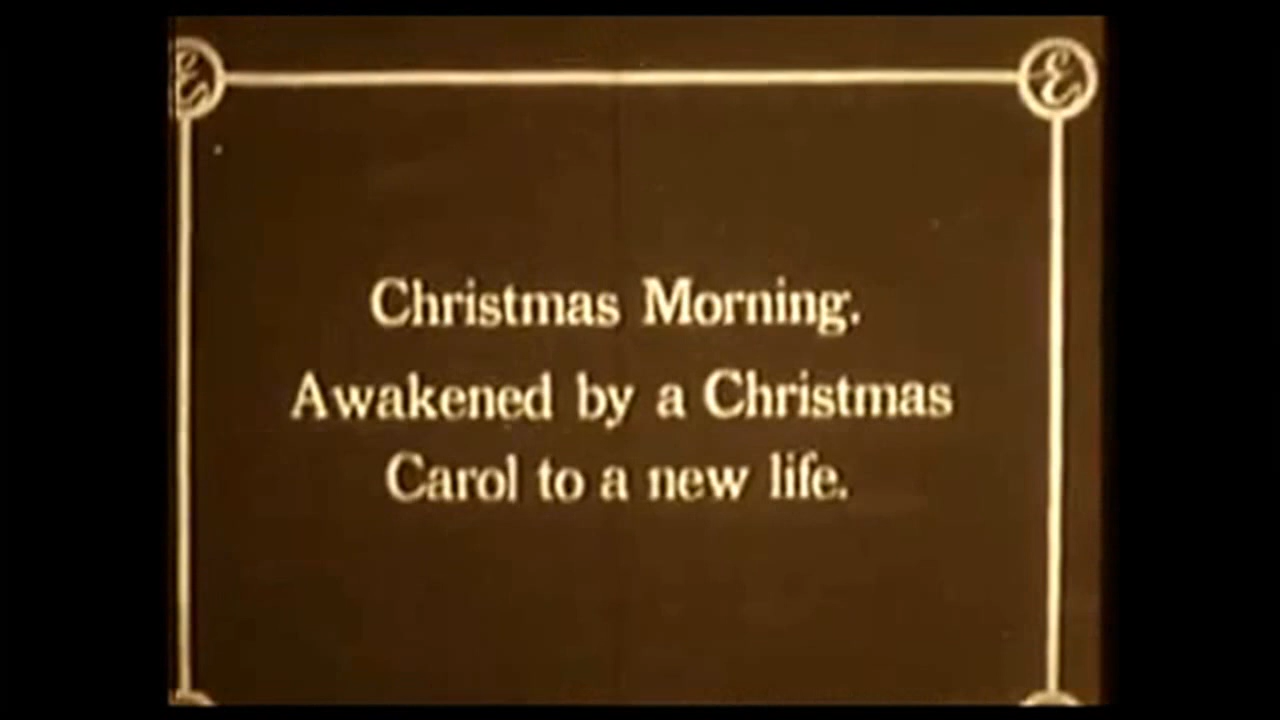 E
Christmas Morning.
Awakened by a Christmas
Carol to a new life.